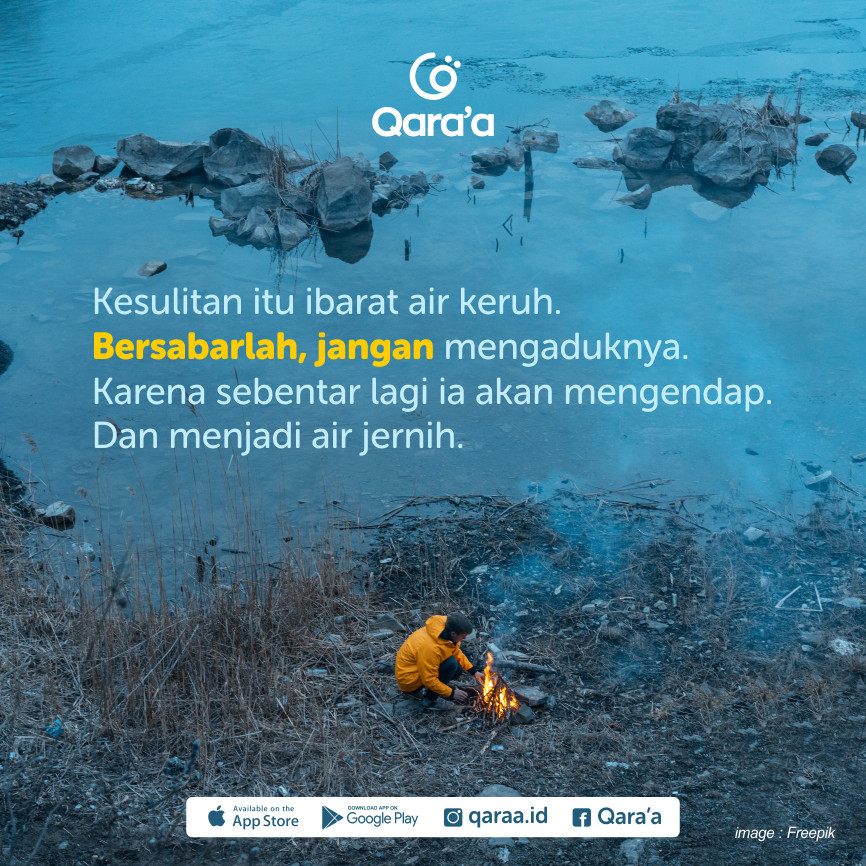 Qara'a
Kesulitan itu ibarat air keruh.
Bersabarlah, jangan mengaduknya.
Karena sebentar lagi ia akan mengendap.
Dan menjadi air jernih.
Available on the
App Store
DOWNLOAD APP ON
Google Play
qaraa.id
Qara'a
image : Freepik